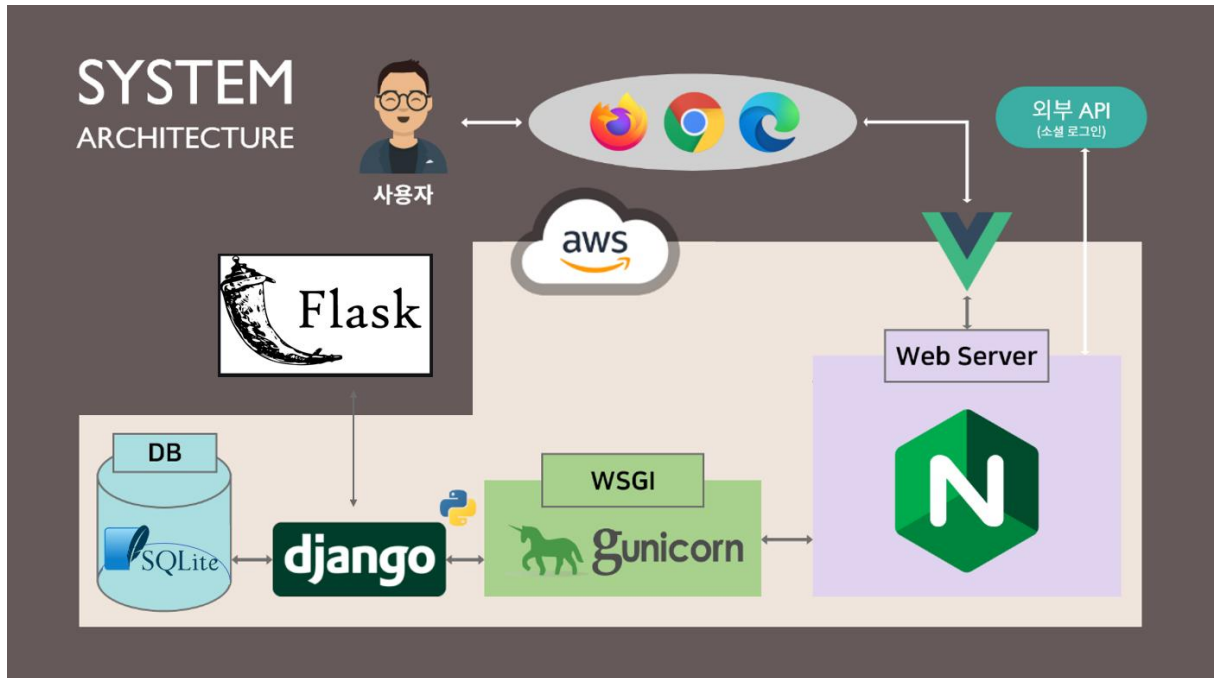 SYSTEM
ARCHITECTURE
사용자
외부 API
(소셜 로그인)
aws
Flask
Web Server
DB
WSGI
N
SQLite
django
gunicorn